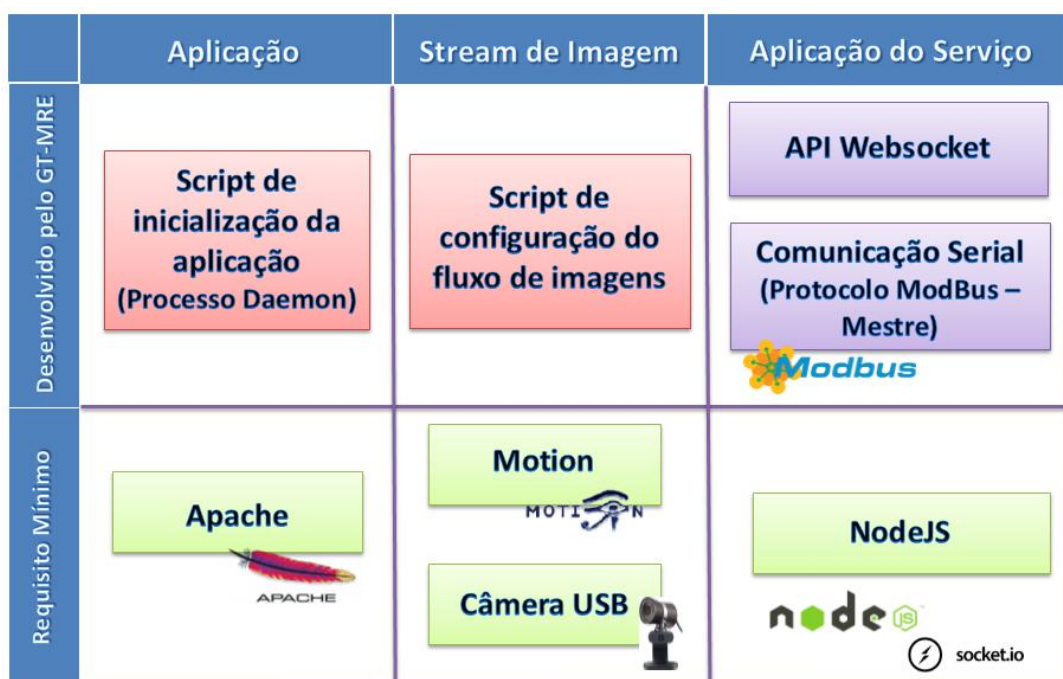 Aplicação
Stream de Imagem
Aplicação do Serviço
Desenvolvido pelo GT-MRE
Script de
inicialização da
aplicação
(Processo Daemon)
Script de
configuração do
fluxo de imagens
API Websocket
Comunicação Serial
(Protocolo ModBus –
Mestre)
Modbus
Requisito Mínimo
Apache
APACHE
Motion
MOTION
Câmera USB
NodeJS
node js
socket.io